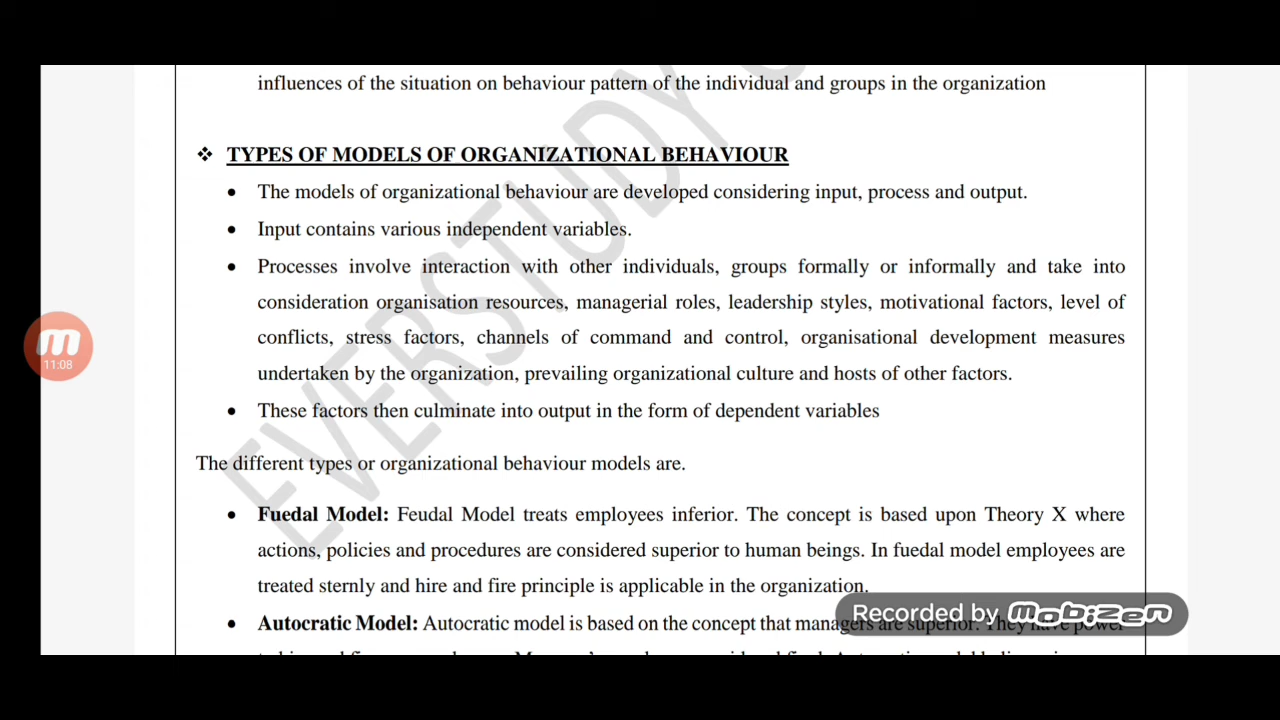 influences of the situation on behaviour pattern of the individual and groups in the organization
❖ TYPES OF MODELS OF ORGANIZATIONAL BEHAVIOUR
• The models of organizational behaviour are developed considering input, process and output.
• Input contains various independent variables.
• Processes involve interaction with other individuals, groups formally or informally and take into
consideration organisation resources, managerial roles, leadership styles, motivational factors, level of
conflicts, stress factors, channels of command and control, organisational development measures
undertaken by the organization, prevailing organizational culture and hosts of other factors.
• These factors then culminate into output in the form of dependent variables
The different types or organizational behaviour models are.
• Fuedal Model: Feudal Model treats employees inferior. The concept is based upon Theory X where
actions, policies and procedures are considered superior to human beings. In fuedal model employees are
treated sternly and hire and fire principle is applicable in the organization.
• Autocratic Model: Autocratic model is based on the concept that managers are superior. They have power
EVERSTUDY
11:08
Recorded by mobizen